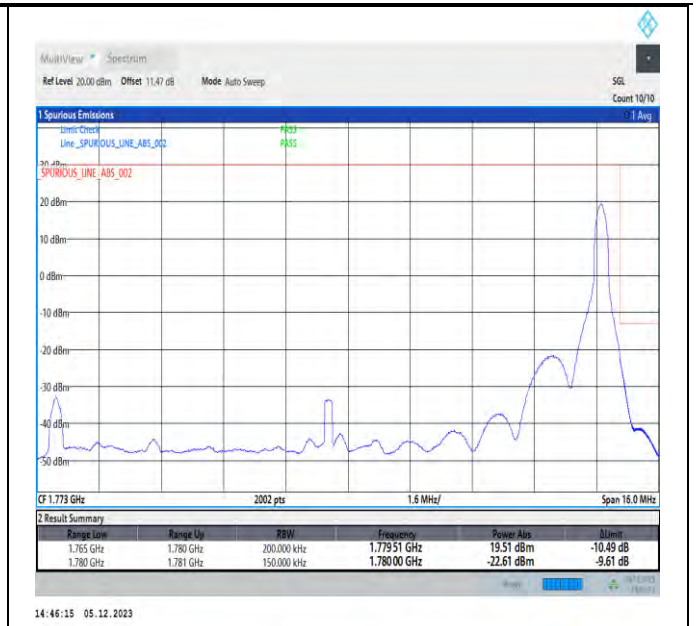 MultiView Spectrum
Ref Level 20.00 dBm Offset 11.47 dB Mode Auto Sweep SGL
Count 10/10
1 Spurious Emissions 1 Avg
Limit Check PASS
Line _SPURIOUS_LINE_ABS_002 PASS
30 dBm
_SPURIOUS_LINE_ABS_002
20 dBm
10 dBm
0 dBm
-10 dBm
-20 dBm
-30 dBm
-40 dBm
-50 dBm
CF 1.773 GHz 2002 pts 1.6 MHz/ Span 16.0 MHz
2 Result Summary
Range Low Range Up RBW Frequency Power Abs ΔLimit
1.765 GHz 1.780 GHz 200.000 kHz 1.77951 GHz 19.51 dBm -10.49 dB
1.780 GHz 1.781 GHz 150.000 kHz 1.78000 GHz -22.61 dBm -9.61 dB
14:46:15 05.12.2023